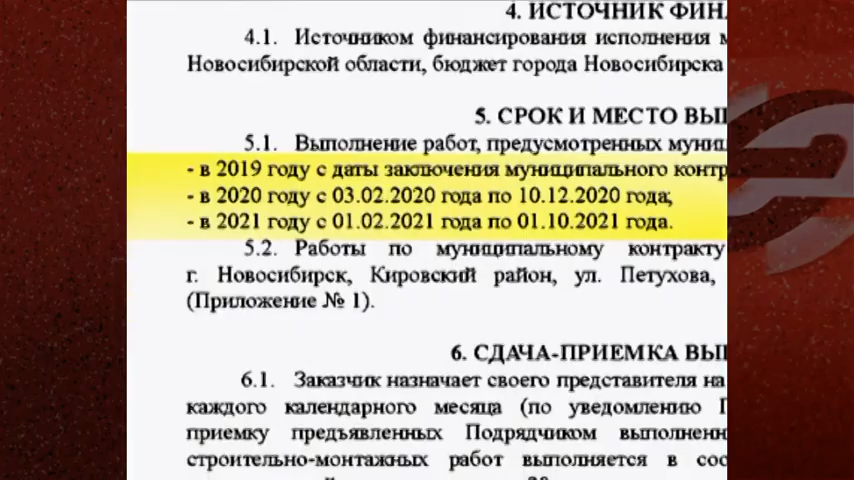 4. ИСТОЧНИК ФИН
4.1. Источником финансирования исполнения
Новосибирской области, бюджет города Новосибирска
5. СРОК И МЕСТО ВЫ
5.1. Выполнение работ, предусмотренных муни
- в 2019 году с даты заключения муниципального контр
- в 2020 году с 03.02.2020 года по 10.12.2020 года;
- в 2021 году с 01.02.2021 года по 01.10.2021 года.
5.2. Работы по муниципальному контракту
г. Новосибирск, Кировский район, ул. Петухова,
(Приложение № 1).
6. СДАЧА-ПРИЕМКА ВЫ
6.1. Заказчик назначает своего представителя на
каждого календарного месяца (по уведомлению
приемку предъявленных Подрядчиком выполнен
строительно-монтажных работ выполняется в соо